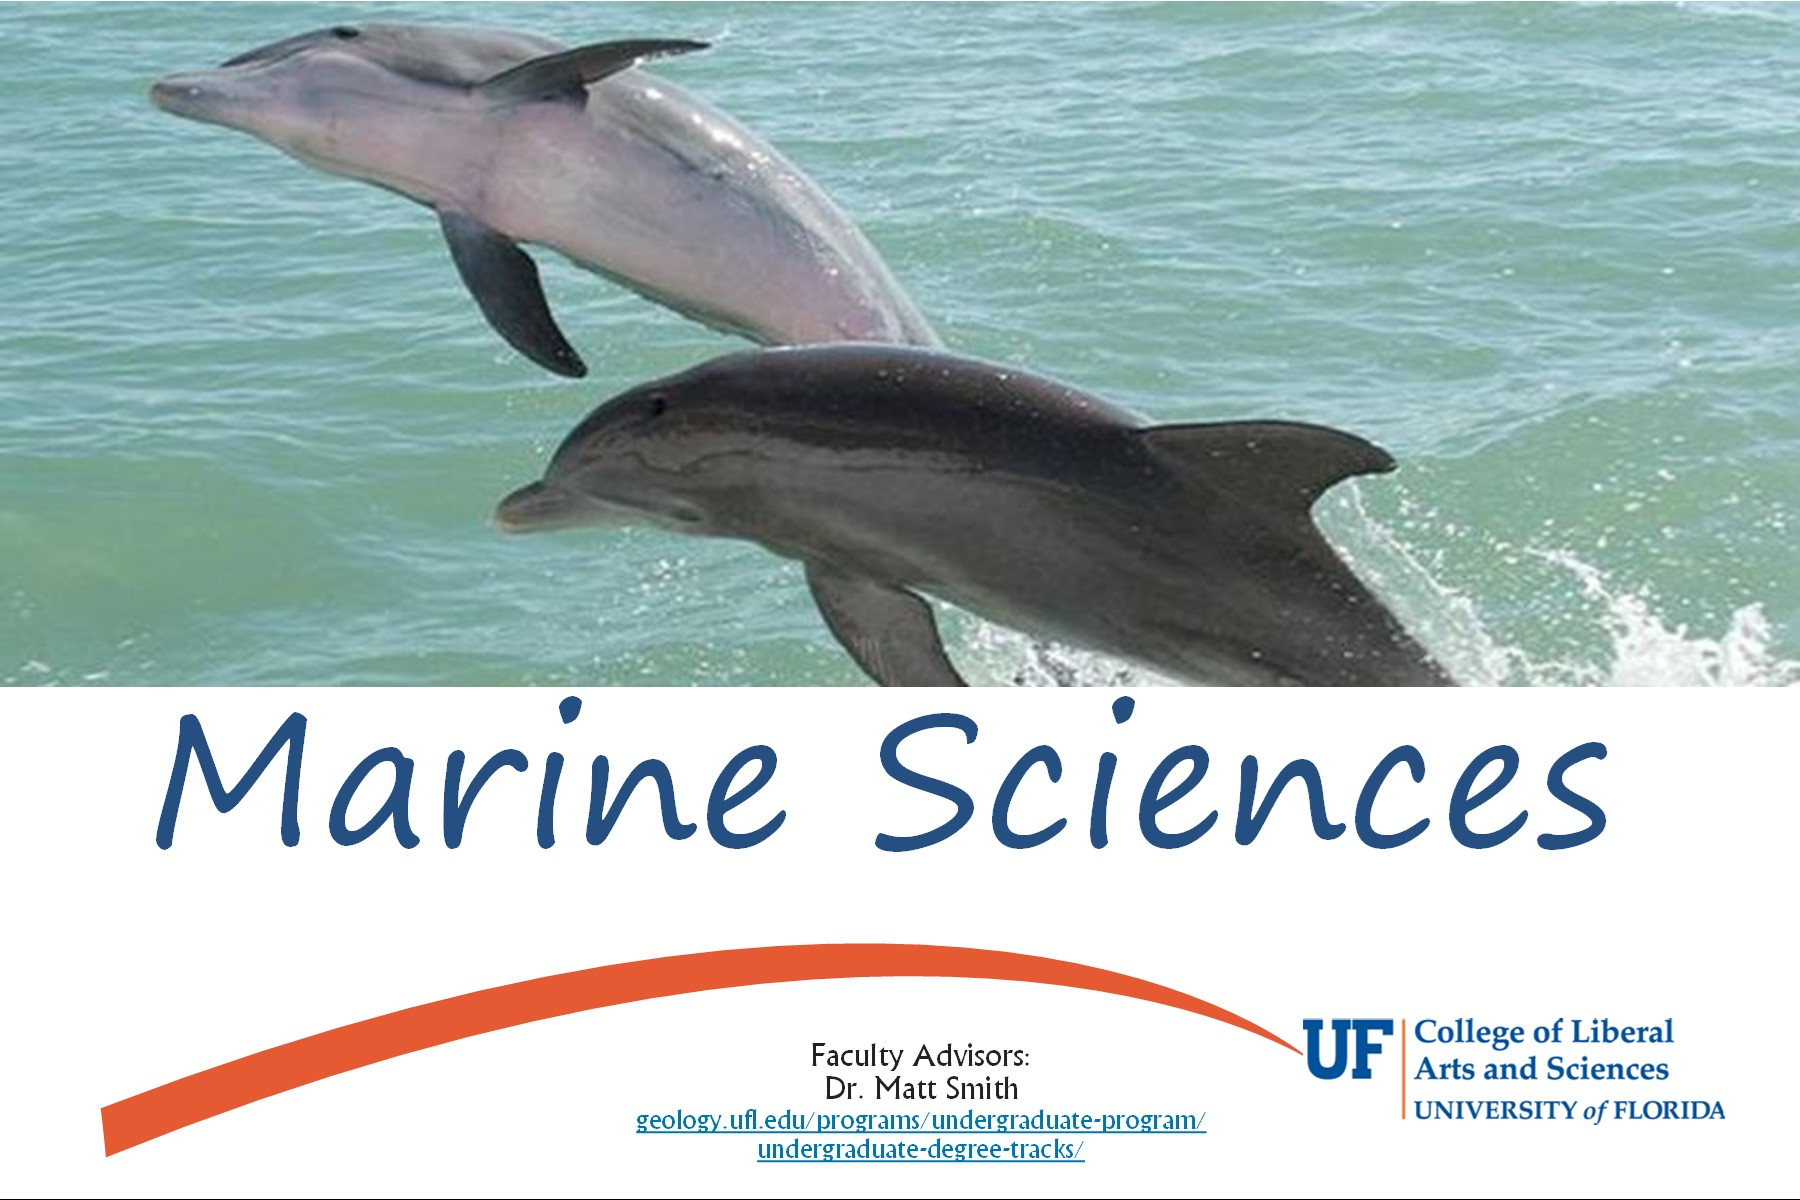 Marine Sciences
Faculty Advisors:
Dr. Matt Smith
geology.ufl.edu/programs/undergraduate-program/
undergraduate-degree-tracks/
UF
College of Liberal
Arts and Sciences
UNIVERSITY of FLORIDA